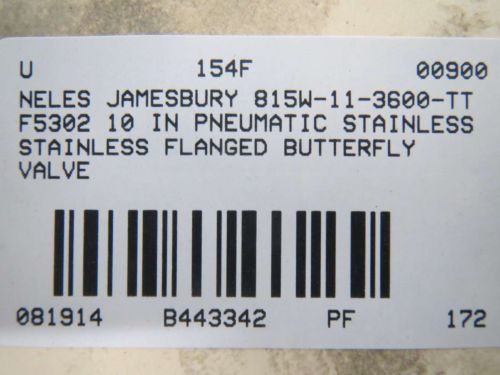 U 154F 00900
NELES JAMESBURY 815W-11-3600-TT
F5302 10 IN PNEUMATIC STAINLESS
STAINLESS FLANGED BUTTERFLY
VALVE
081914 B443342 PF 172